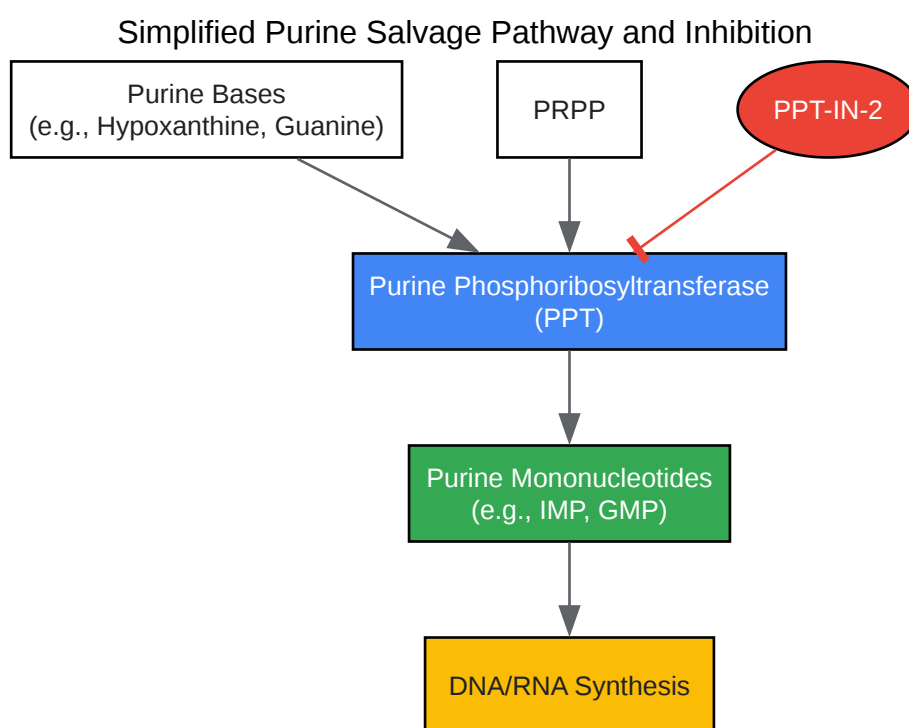 Simplified Purine Salvage Pathway and Inhibition
Purine Bases
(e.g., Hypoxanthine, Guanine)
PRPP
PPT-IN-2
Purine Phosphoribosyltransferase
(PPT)
Purine Mononucleotides
(e.g., IMP, GMP)
DNA/RNA Synthesis